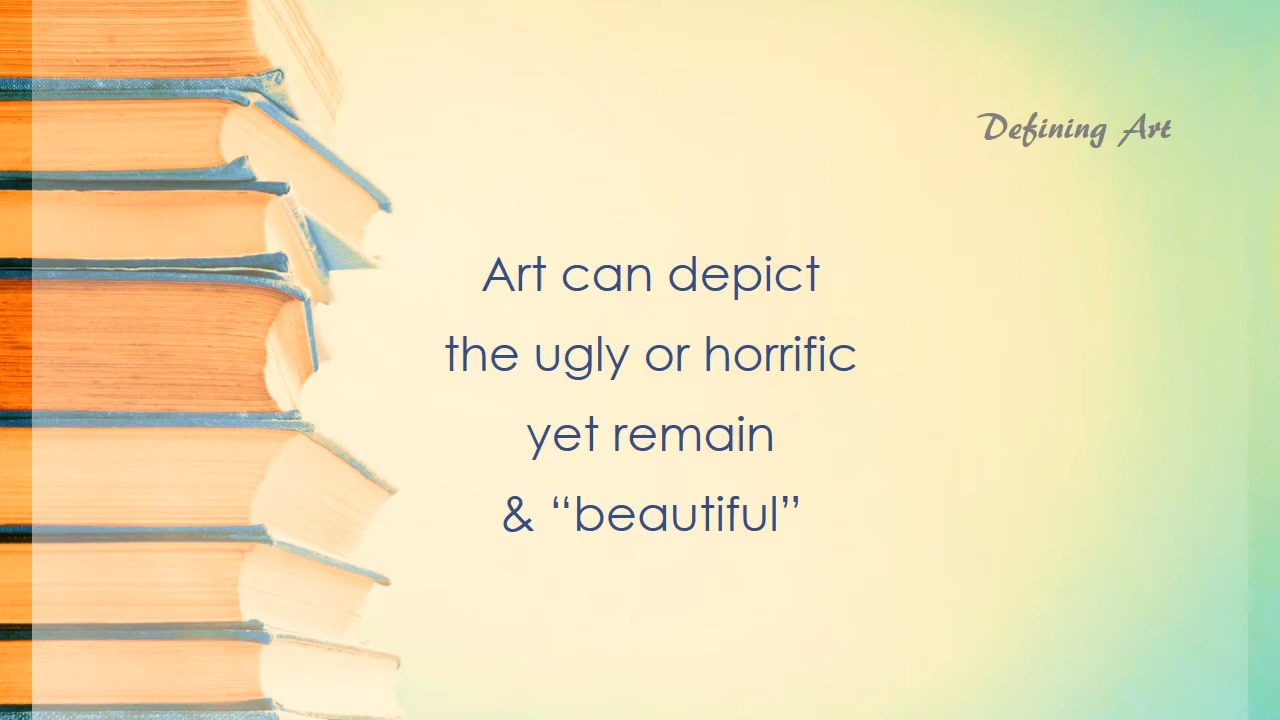 Defining Art
Art can depict
the ugly or horrific
yet remain
& “beautiful”